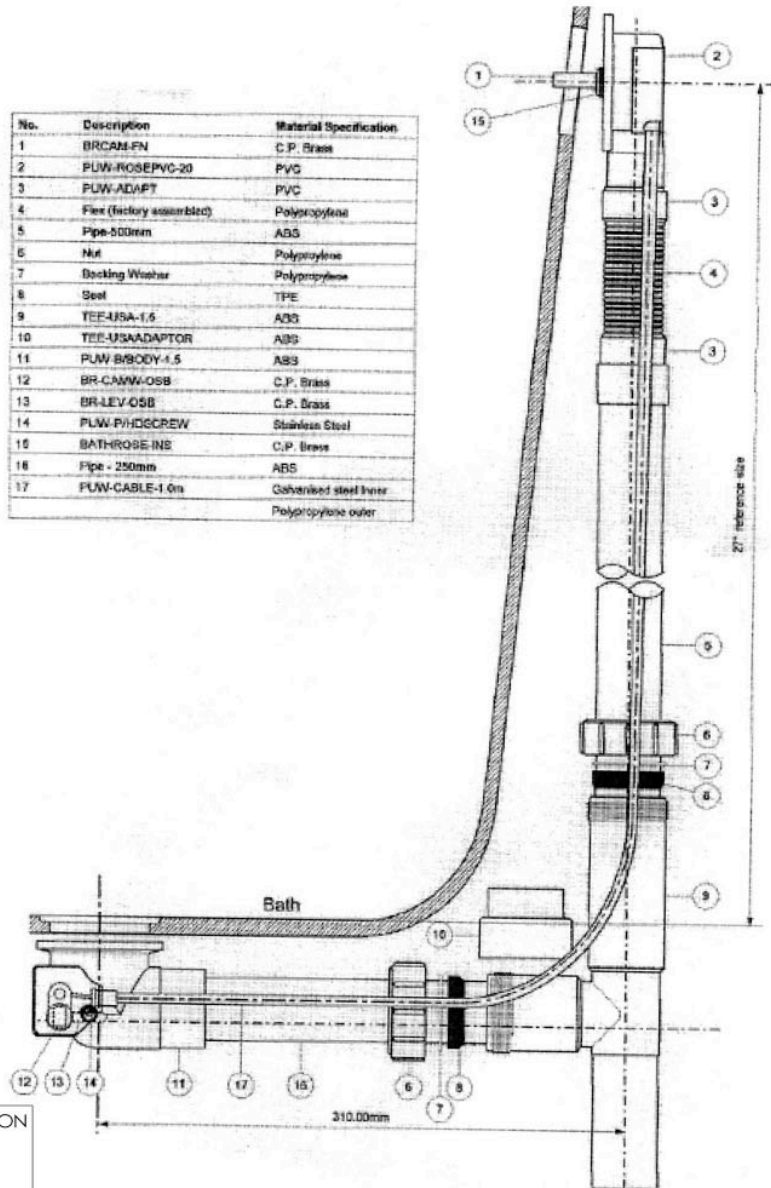 No. Description Material Specification
1 BRCAM-FN C.P. Brass
2 PUW-ROSEPVC-20 PVC
3 PUW-ADAPT PVC
4 Flex (factory assembled) Polypropylene
5 Pipe-500mm ABS
6 Nut Polypropylene
7 Backing Washer Polypropylene
8 Seal TPE
9 TEE-USA-1.5 ABS
10 TEE-USAADAPTOR ABS
11 PUW-B/BODY-1.5 ABS
12 BR-CAMW-OSB C.P. Brass
13 BR-LEV-OSB C.P. Brass
14 PUW-P/HDSCREW Stainless Steel
15 BATHROSE-INS C.P. Brass
16 Pipe - 250mm ABS
17 PUW-CABLE-1.0m Galvanised steel Inner
Polypropylene outer
1
2
15
3
4
3
27" reference size
5
6
7
8
9
Bath
10
12
13
14
11
17
16
6
7
8
310.00mm
ON